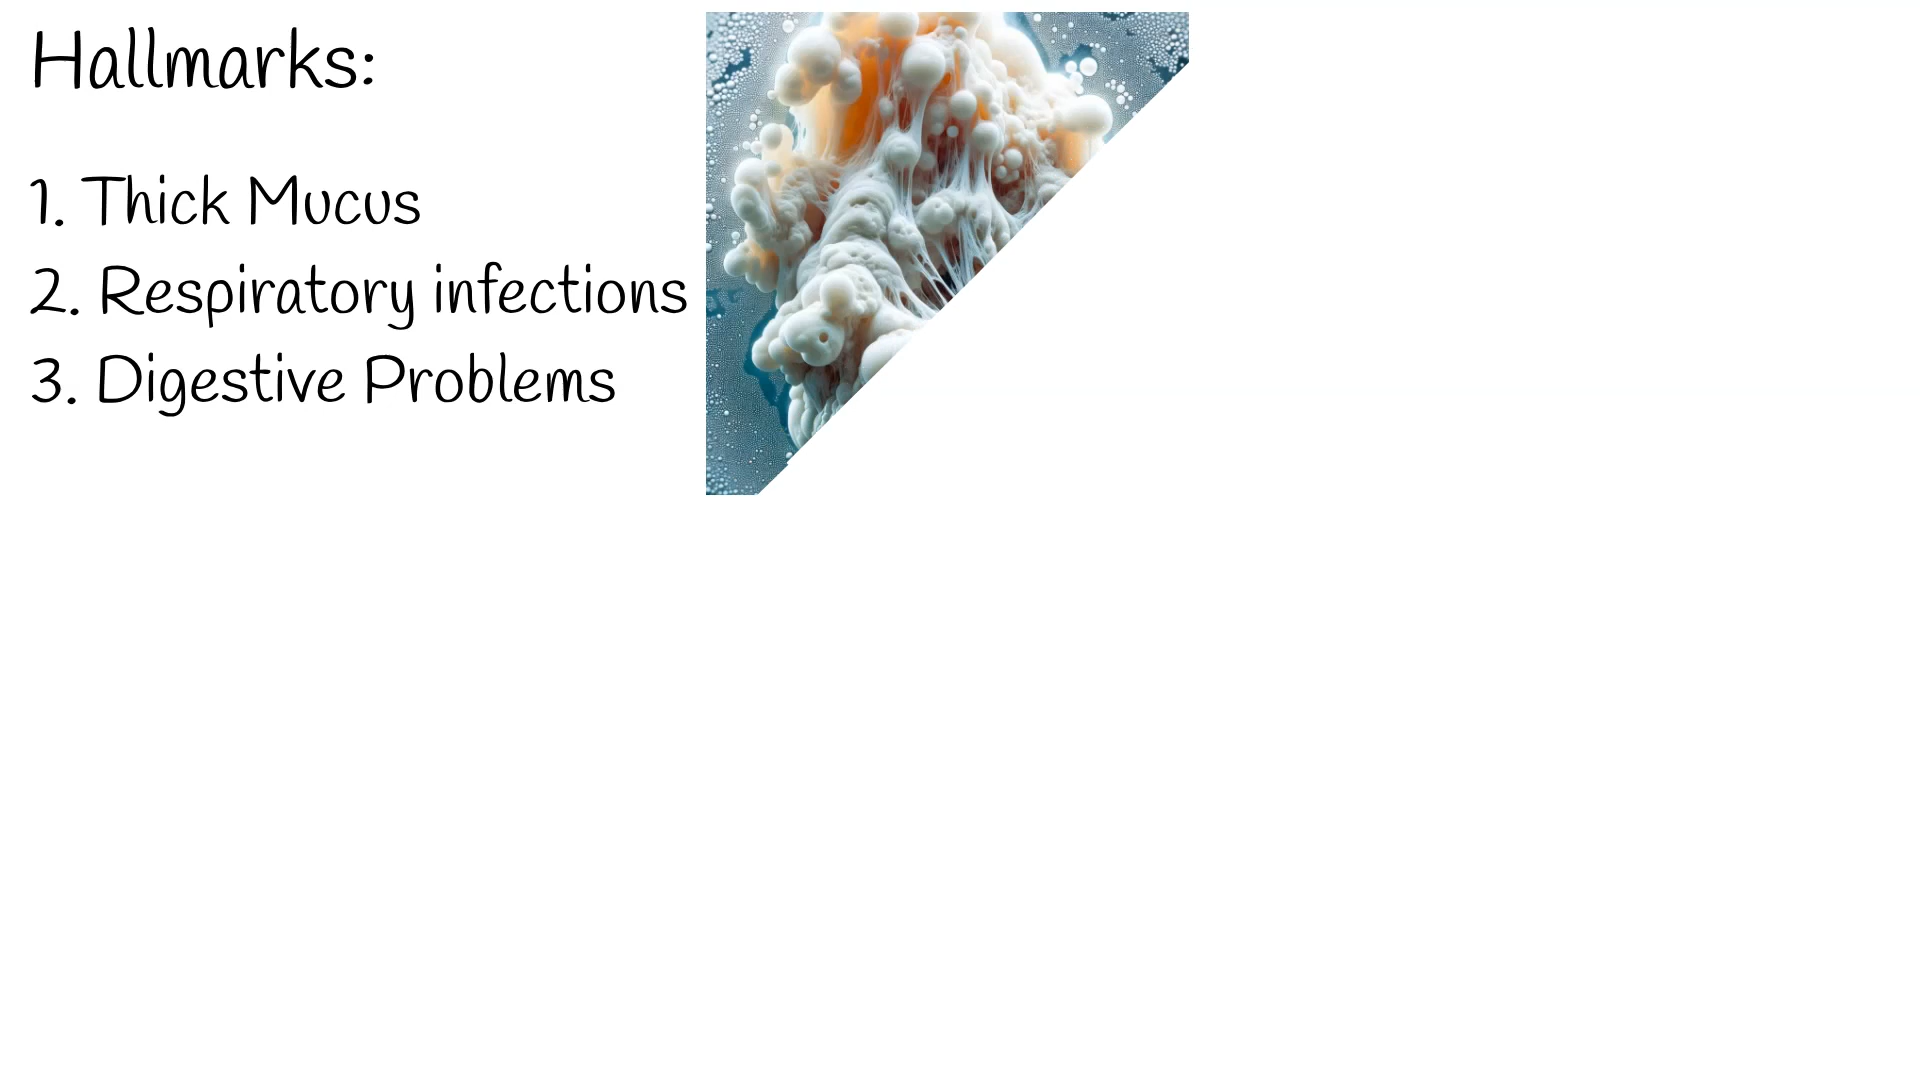 Hallmarks:
1. Thick Mucus
2. Respiratory infections
3. Digestive Problems